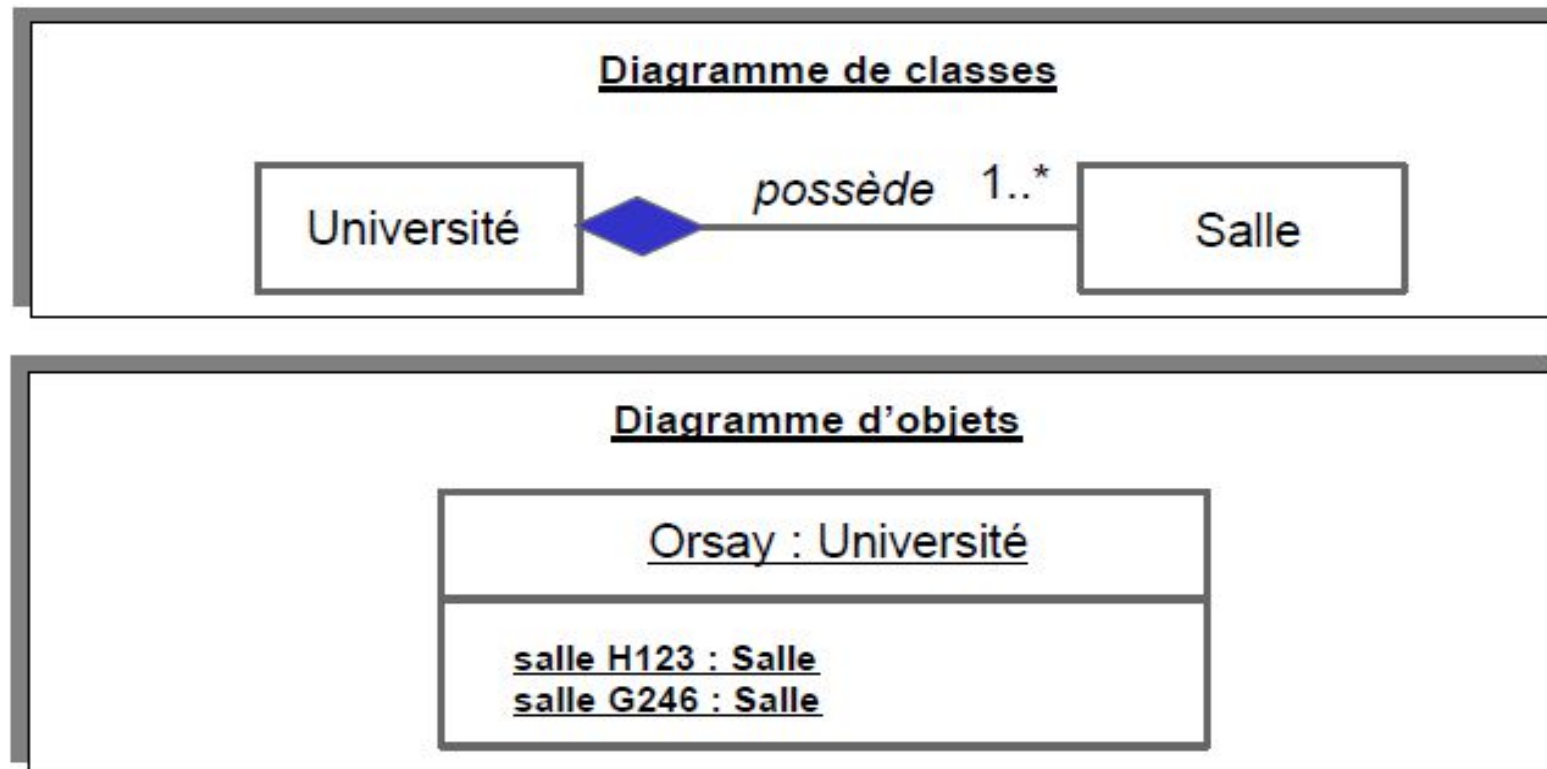 Diagramme de classes
Université
possède 1..*
Salle
Diagramme d’objets
Orsay : Université
salle H123 : Salle
salle G246 : Salle